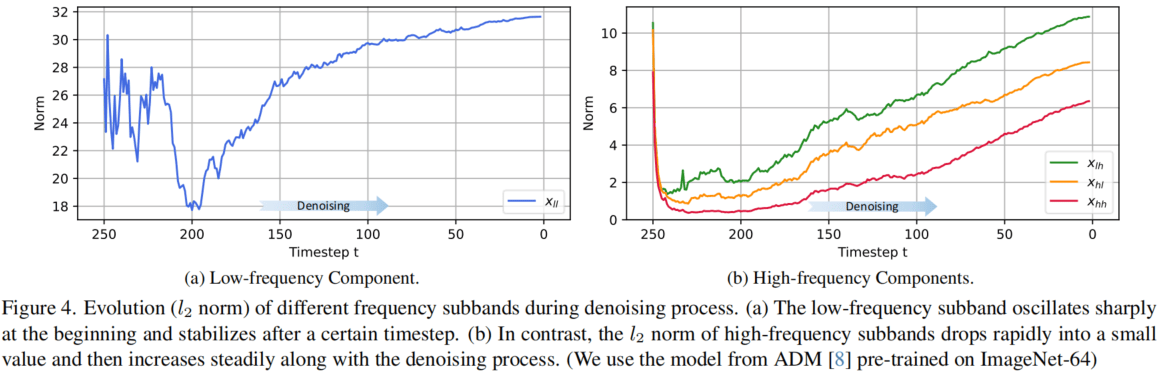 32
30
28
26
24
22
20
18
Norm
250
200
150
100
50
0
Timestep t
Denoising
x_ll
(a) Low-frequency Component.
10
8
6
4
2
0
Norm
250
200
150
100
50
0
Timestep t
Denoising
x_lh
x_hl
x_hh
(b) High-frequency Components.
Figure 4. Evolution (l₂ norm) of different frequency subbands during denoising process. (a) The low-frequency subband oscillates sharply
at the beginning and stabilizes after a certain timestep. (b) In contrast, the l₂ norm of high-frequency subbands drops rapidly into a small
value and then increases steadily along with the denoising process. (We use the model from ADM [8] pre-trained on ImageNet-64)